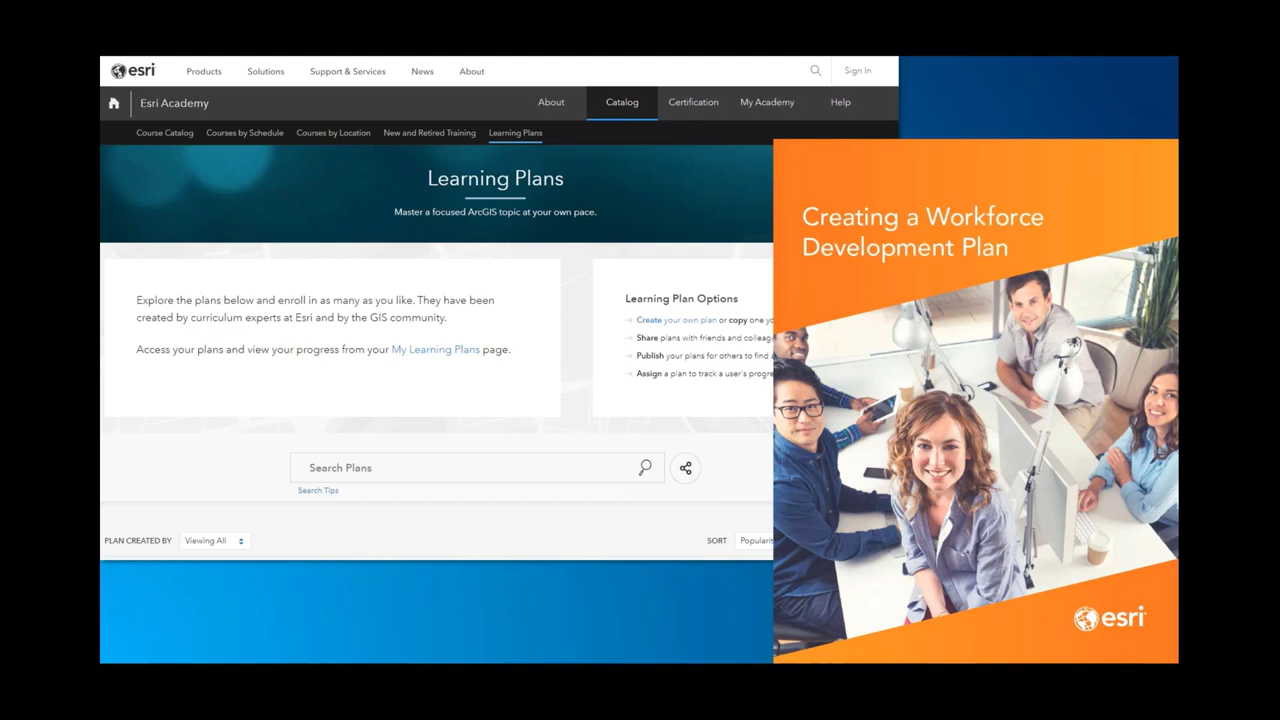 esri
Products Solutions Support & Services News About
Sign In
Esri Academy
About Catalog Certification My Academy Help
Course Catalog Courses by Schedule Courses by Location New and Retired Training Learning Plans
Learning Plans
Master a focused ArcGIS topic at your own pace.
Explore the plans below and enroll in as many as you like. They have been
created by curriculum experts at Esri and by the GIS community.
Access your plans and view your progress from your My Learning Plans page.
Learning Plan Options
Create your own plan or copy one
Share plans with friends and
Publish your plans for others to find
Assign a plan to track a user's
Search Plans
Search Tips
PLAN CREATED BY Viewing All
SORT
Creating a Workforce
Development Plan
esri